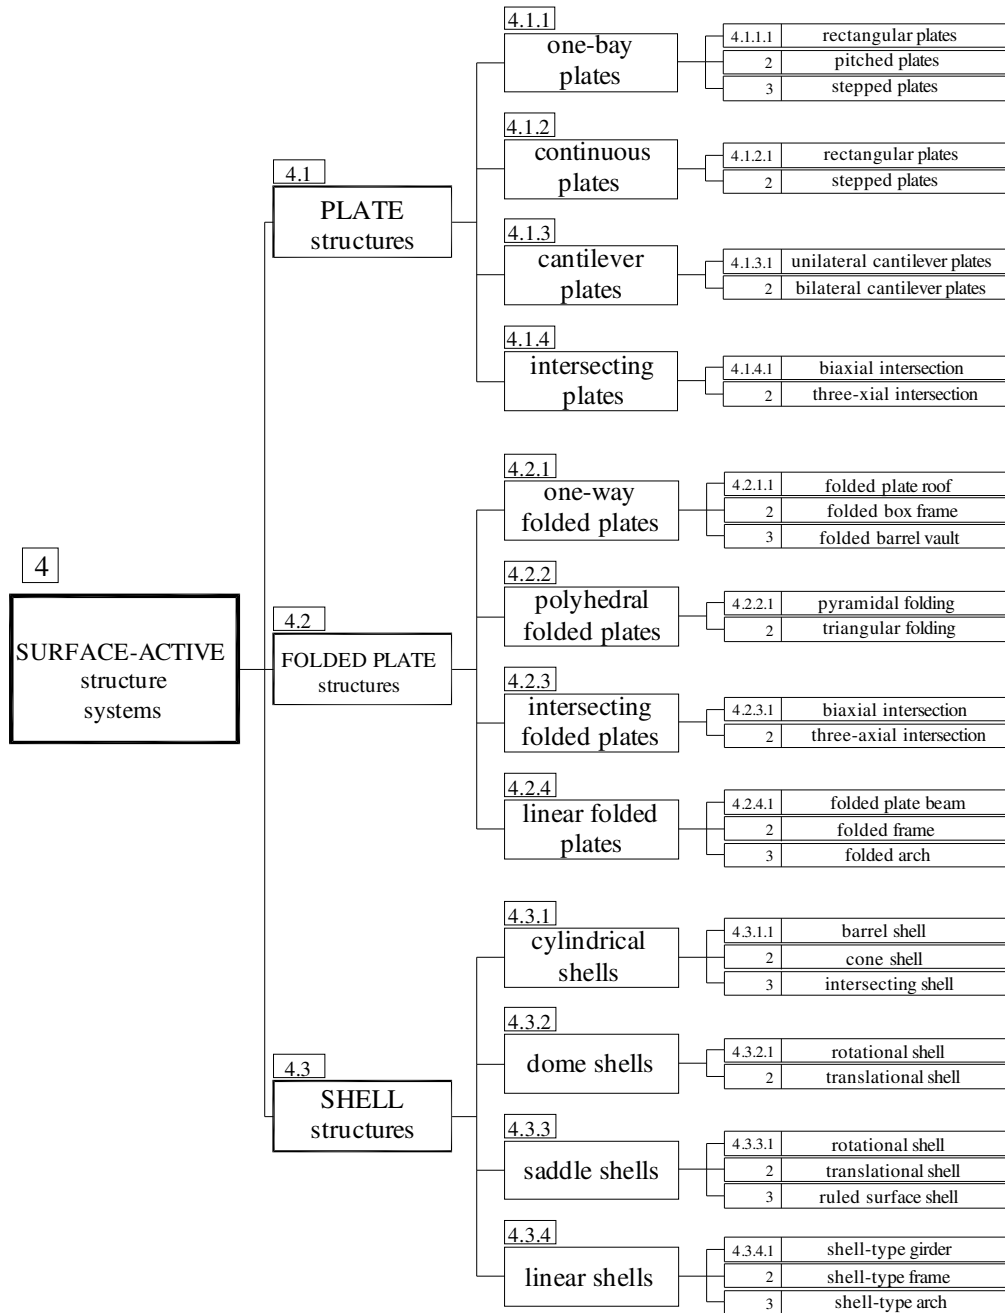 4
SURFACE-ACTIVE
structure
systems
4.1
PLATE
structures
4.1.1
one-bay
plates
4.1.1.1 rectangular plates
2 pitched plates
3 stepped plates
4.1.2
continuous
plates
4.1.2.1 rectangular plates
2 stepped plates
4.1.3
cantilever
plates
4.1.3.1 unilateral cantilever plates
2 bilateral cantilever plates
4.1.4
intersecting
plates
4.1.4.1 biaxial intersection
2 three-xial intersection
4.2
FOLDED PLATE
structures
4.2.1
one-way
folded plates
4.2.1.1 folded plate roof
2 folded box frame
3 folded barrel vault
4.2.2
polyhedral
folded plates
4.2.2.1 pyramidal folding
2 triangular folding
4.2.3
intersecting
folded plates
4.2.3.1 biaxial intersection
2 three-axial intersection
4.2.4
linear folded
plates
4.2.4.1 folded plate beam
2 folded frame
3 folded arch
4.3
SHELL
structures
4.3.1
cylindrical
shells
4.3.1.1 barrel shell
2 cone shell
3 intersecting shell
4.3.2
dome shells
4.3.2.1 rotational shell
2 translational shell
4.3.3
saddle shells
4.3.3.1 rotational shell
2 translational shell
3 ruled surface shell
4.3.4
linear shells
4.3.4.1 shell-type girder
2 shell-type frame
3 shell-type arch